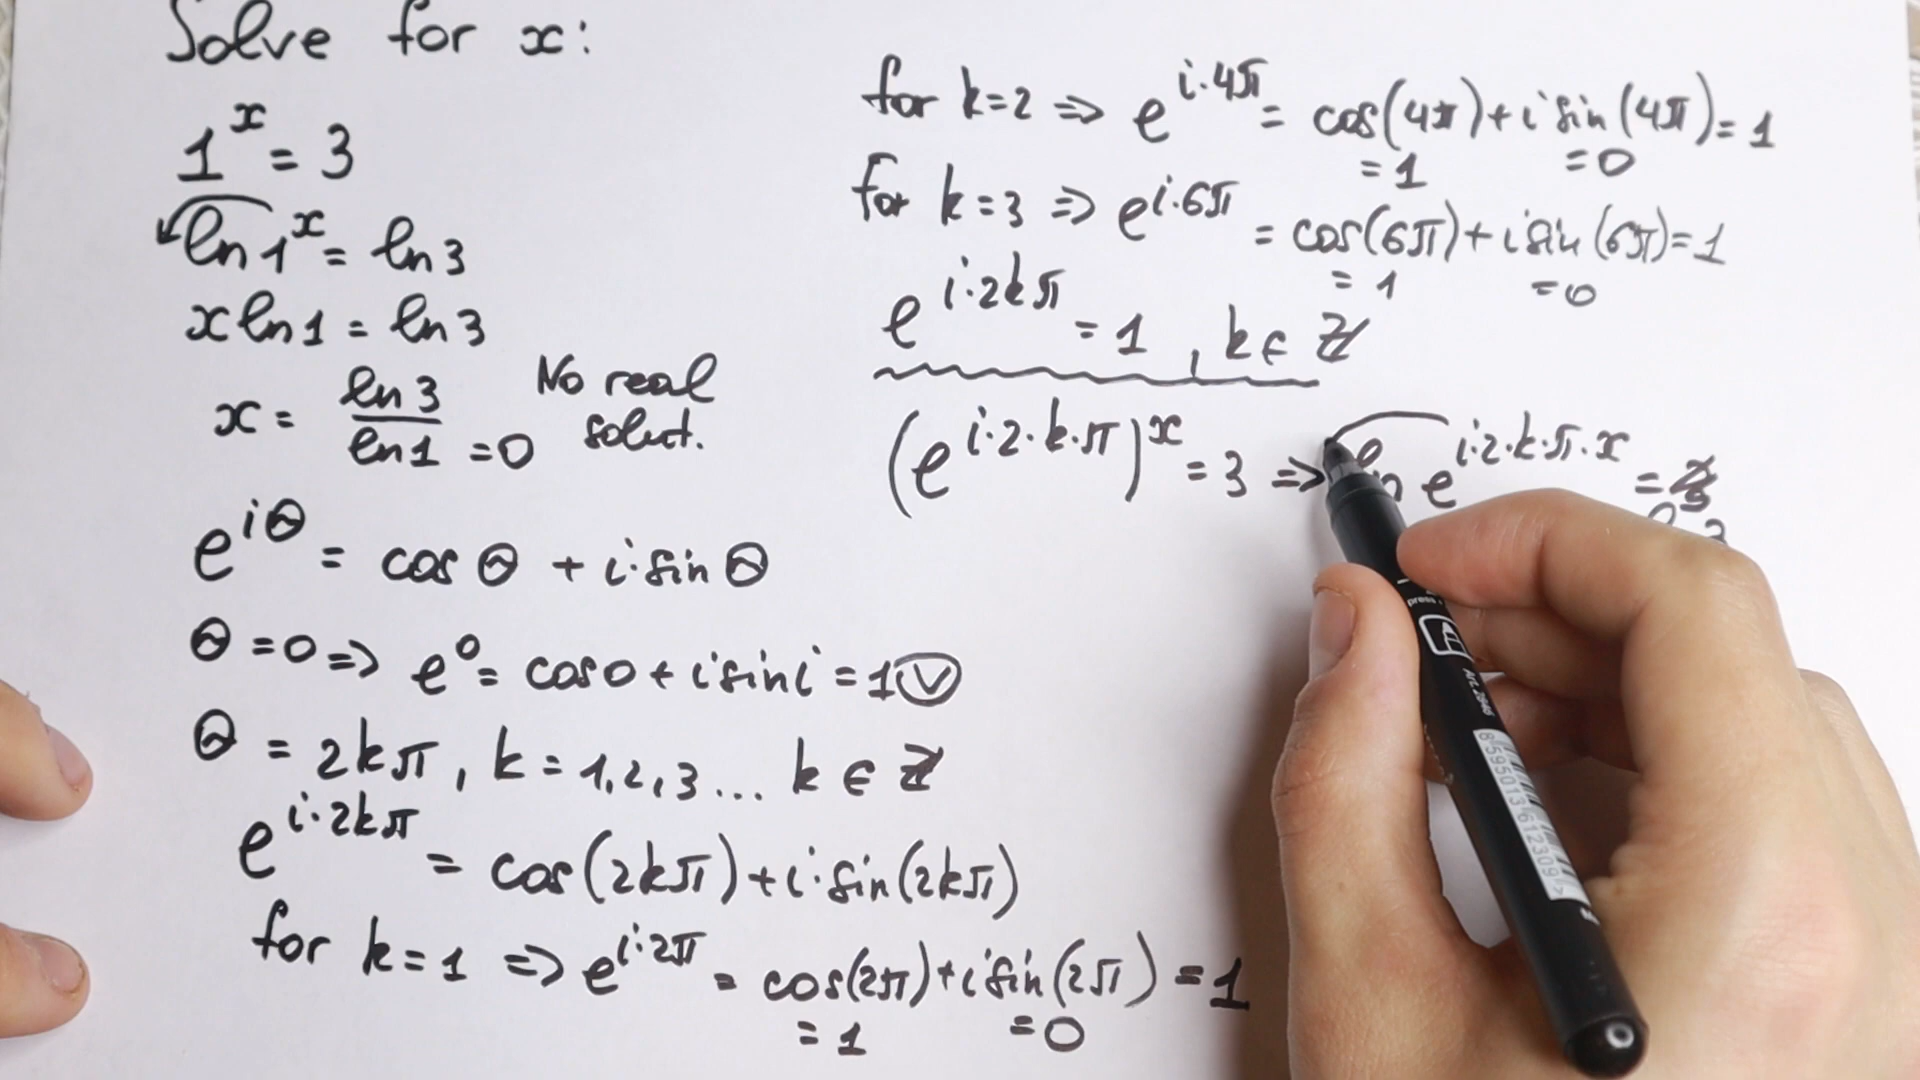 Solve for x:
1^x = 3
ln 1^x = ln 3
x ln 1 = ln 3
x = ln 3 / ln 1 = 0 No real solut.
e^{iθ} = cos θ + i·sin θ
θ = 0 => e^0 = cos 0 + i sin i = 1 V
θ = 2kπ, k = 1,2,3... k ∈ Z
e^{i·2kπ} = cos(2kπ) + i·sin(2kπ)
for k=1 => e^{i·2π} = cos(2π) + i sin(2π) = 1
= 1 = 0
for k=2 => e^{i·4π} = cos(4π) + i sin(4π) = 1
= 1 = 0
for k=3 => e^{i·6π} = cos(6π) + i sin(6π) = 1
= 1 = 0
e^{i·2kπ} = 1, k ∈ Z
(e^{i·2·k·π})^x = 3 => ln e^{i·2·k·π·x} =
press
8595013612309